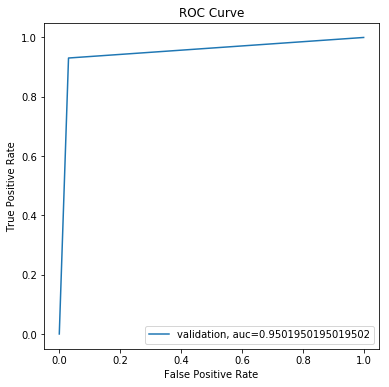 ROC Curve
1.0
0.8
0.6
0.4
0.2
0.0
True Positive Rate
validation, auc=0.9501950195019502
0.0 0.2 0.4 0.6 0.8 1.0
False Positive Rate